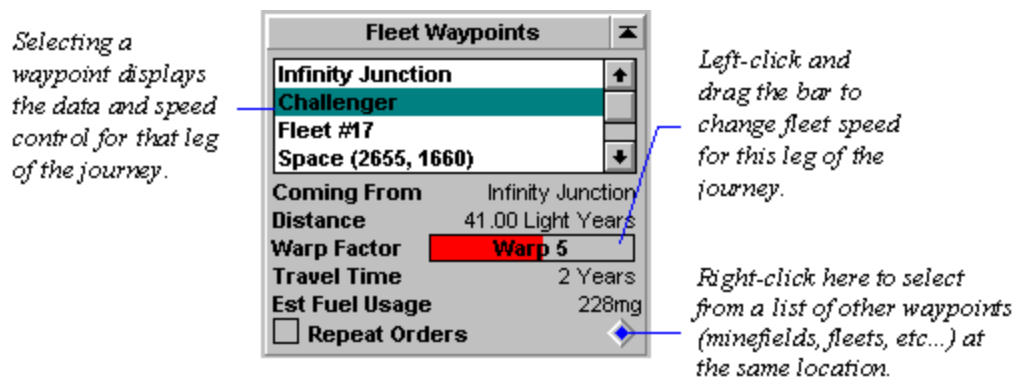 Selecting a
waypoint displays
the data and speed
control for that leg
of the journey.
Fleet Waypoints
Infinity Junction
Challenger
Fleet #17
Space (2655, 1660)
Coming From Infinity Junction
Distance 41.00 Light Years
Warp Factor Warp 5
Travel Time 2 Years
Est Fuel Usage 228mg
Repeat Orders
Left-click and
drag the bar to
change fleet speed
for this leg of the
journey.
Right-click here to select
from a list of other waypoints
(minefields, fleets, etc...) at
the same location.